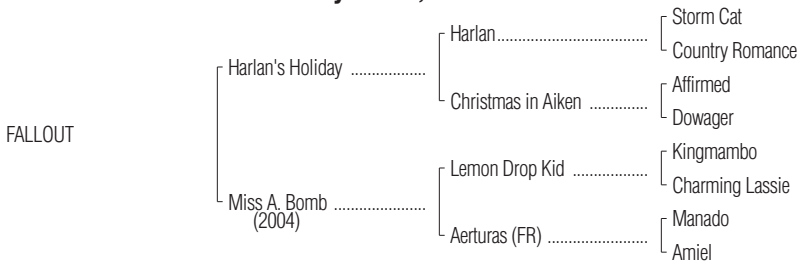 Storm Cat
Harlan..................................
Country Romance
Harlan's Holiday ..................
Affirmed
Christmas in Aiken ..............
Dowager
FALLOUT
Kingmambo
Lemon Drop Kid ..................
Charming Lassie
Miss A. Bomb ......................
(2004)
Manado
Aerturas (FR) ........................
Amiel